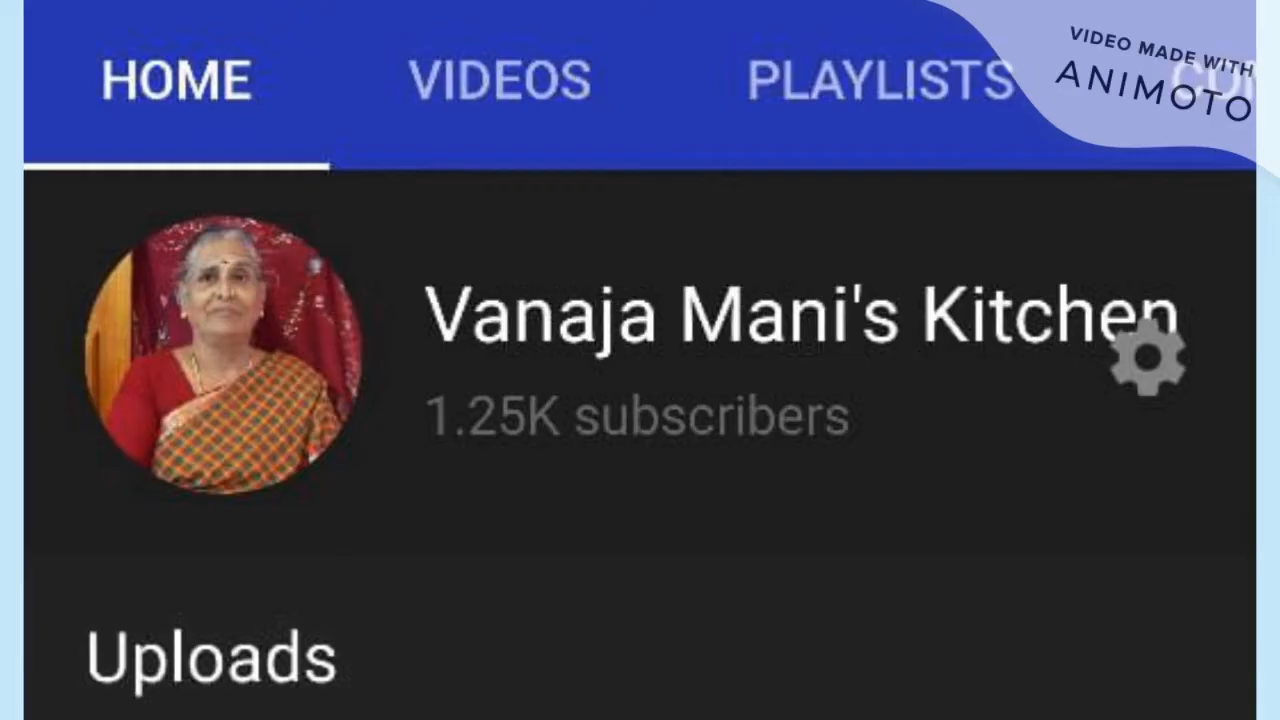 HOME VIDEOS PLAYLISTS
VIDEO MADE WITH
ANIMOTO
Vanaja Mani's Kitchen
1.25K subscribers
Uploads